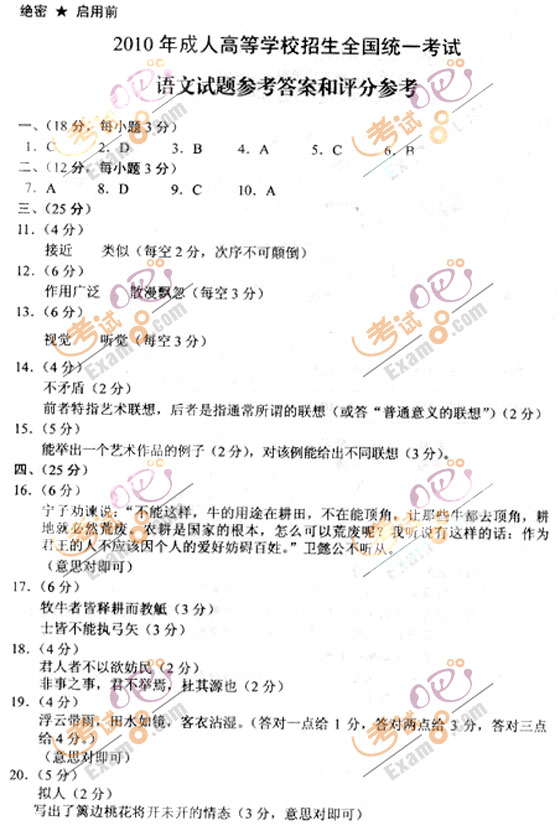 绝密 ★ 启用前
2010 年成人高等学校招生全国统一考试
语文试题参考答案和评分参考
一、(18 分，每小题 3 分)
1. C 2. D 3. B 4. A 5. C 6. B
二、(12 分，每小题 3 分)
7. A 8. D 9. C 10. A
三、(25 分)
11. (4 分)
接近 类似 (每空 2 分，次序不可颠倒)
12. (6 分)
作用广泛 散漫飘忽 (每空 3 分)
13. (6 分)
视觉 听觉 (每空 3 分)
14. (4 分)
不矛盾 (2 分)
前者特指艺术联想，后者是指通常所谓的联想 (或答“普通意义的联想”) (2 分)
15. (5 分)
能举出一个艺术作品的例子 (2 分)，对该例能给出不同联想 (3 分)。
四、(25 分)
16. (6 分)
宁子劝谏说：“不能这样，牛的用途在耕田，不在能顶角，让那些牛都去顶角，耕
地就必然荒废。农耕是国家的根本，怎么可以荒废呢？我听说有这样的话：作为
君王的人不应该因个人的爱好妨碍百姓。”卫懿公不听从。
(意思对即可)
17. (6 分)
牧牛者皆释耕而教觝 (3 分)
士皆不能执弓矢 (3 分)
18. (4 分)
君人者不以欲妨民 (2 分)
非事之事，君不举焉，杜其源也 (2 分)
19. (4 分)
浮云带雨，田水如镜，客衣沾湿。(答对一点给 1 分，答对两点给 3 分，答对三点
给 4 分。)
(意思对即可)
20. (5 分)
拟人 (2 分)
写出了篱边桃花将开未开的情态 (3 分，意思对即可)
考试吧
Exam8.com